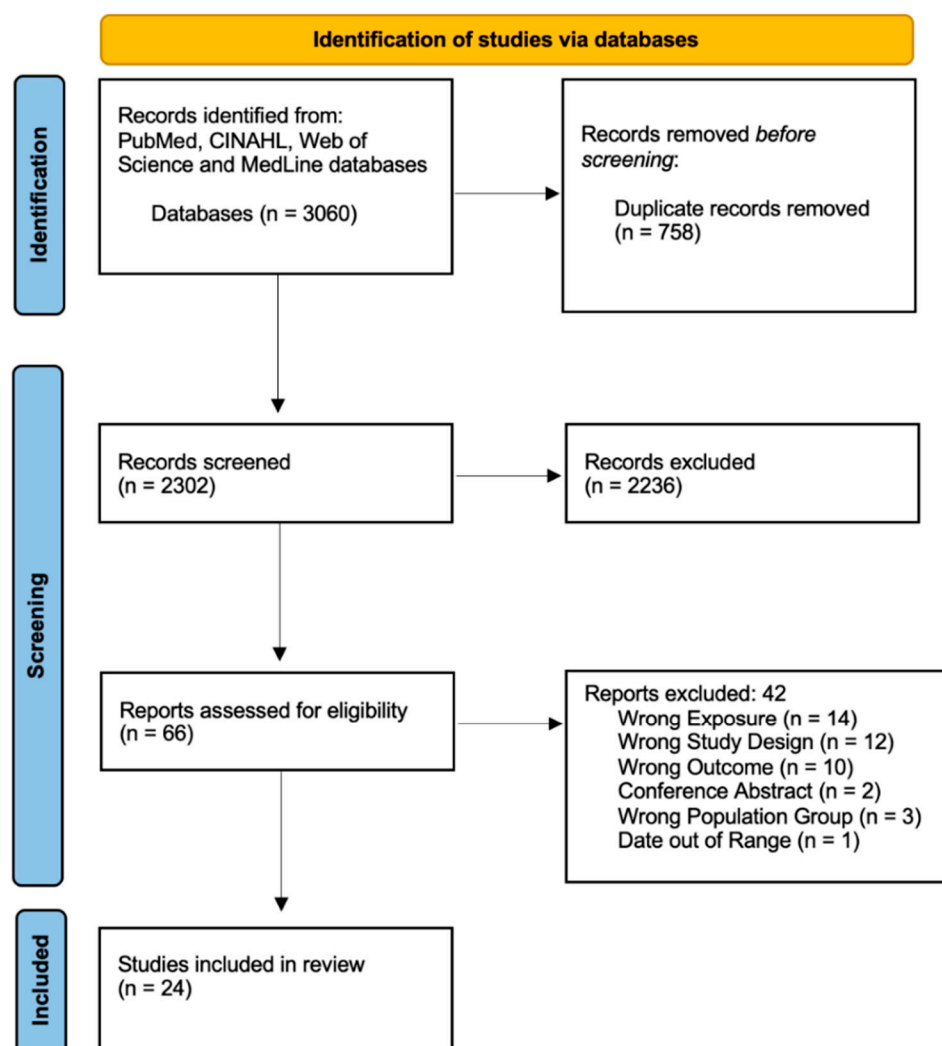 Identification of studies via databases
Identification
Records identified from:
PubMed, CINAHL, Web of
Science and MedLine databases
Databases (n = 3060)
Records removed before
screening:
Duplicate records removed
(n = 758)
Screening
Records screened
(n = 2302)
Records excluded
(n = 2236)
Reports assessed for eligibility
(n = 66)
Reports excluded: 42
Wrong Exposure (n = 14)
Wrong Study Design (n = 12)
Wrong Outcome (n = 10)
Conference Abstract (n = 2)
Wrong Population Group (n = 3)
Date out of Range (n = 1)
Included
Studies included in review
(n = 24)